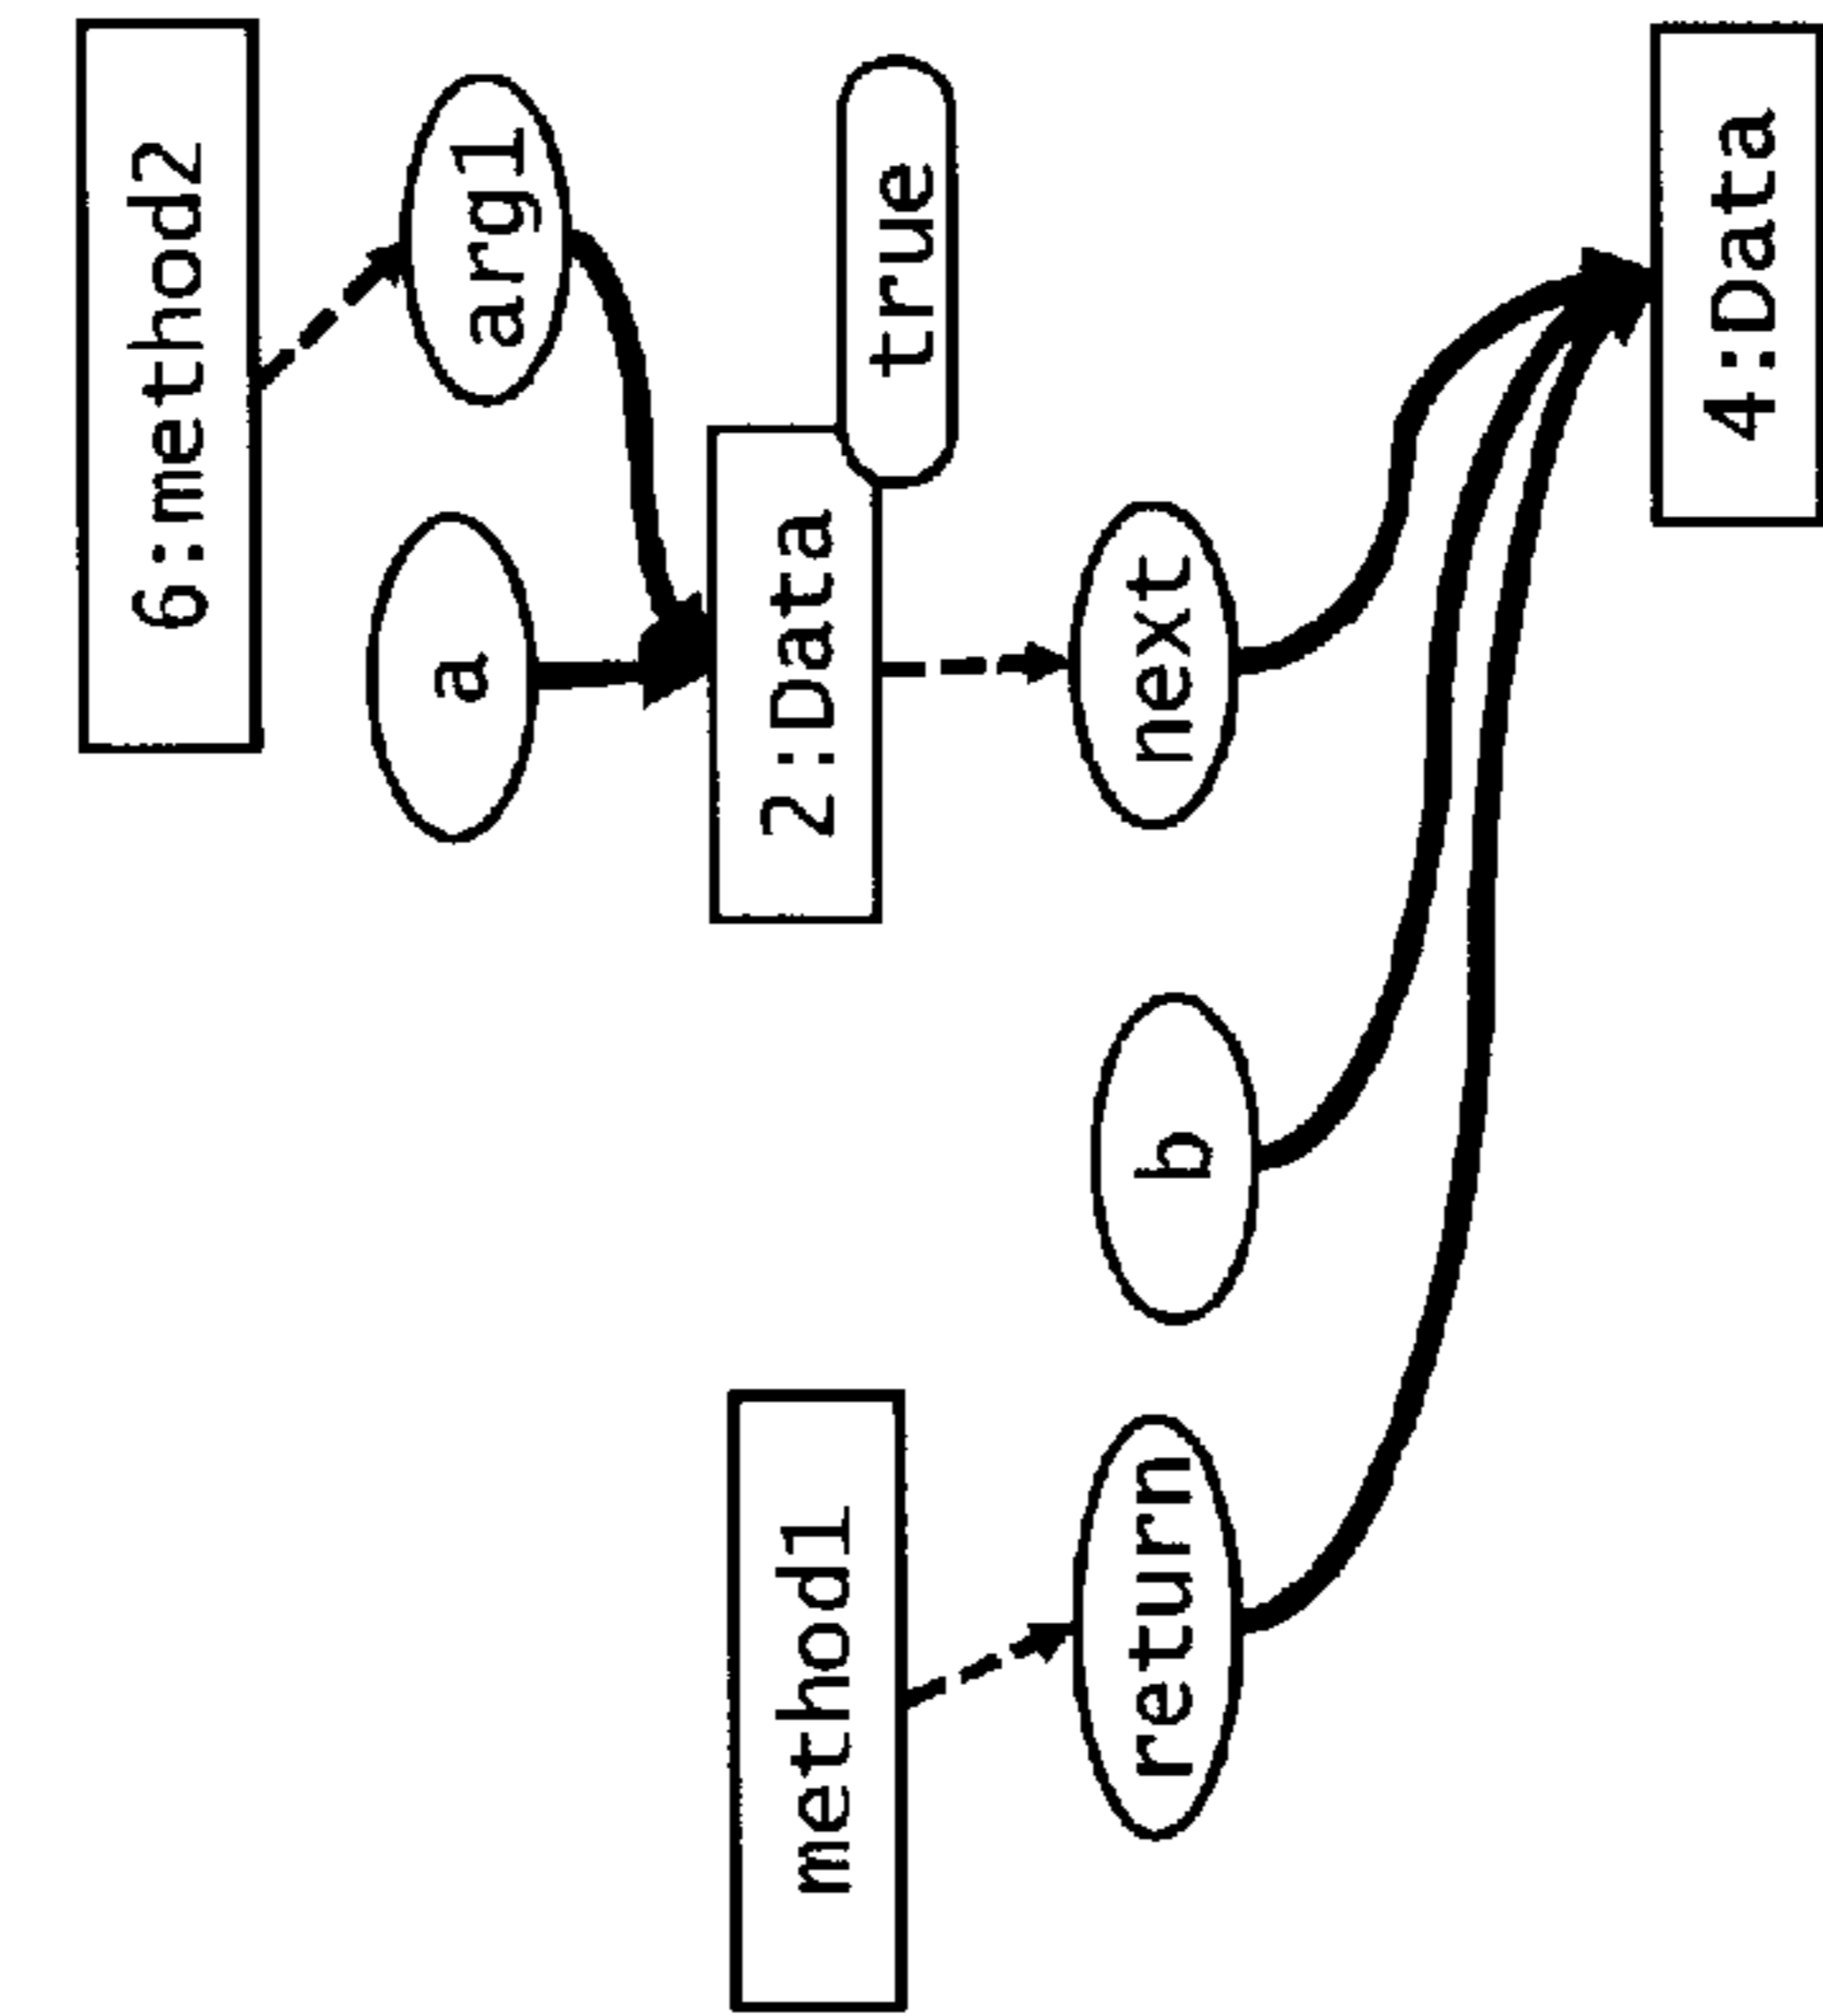 6:method2
arg1
a
true
2:Data
next
b
method1
return
4:Data